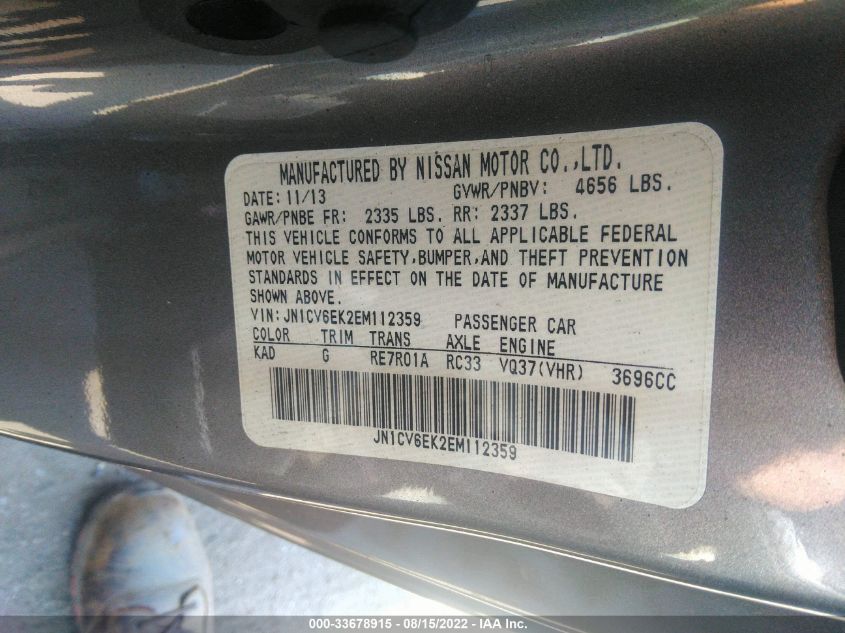 MANUFACTURED BY NISSAN MOTOR CO.,LTD.
DATE: 11/13 GVWR/PNBV: 4656 LBS.
GAWR/PNBE FR: 2335 LBS. RR: 2337 LBS.
THIS VEHICLE CONFORMS TO ALL APPLICABLE FEDERAL
MOTOR VEHICLE SAFETY,BUMPER,AND THEFT PREVENTION
STANDARDS IN EFFECT ON THE DATE OF MANUFACTURE
SHOWN ABOVE.
VIN: JN1CV6EK2EM112359 PASSENGER CAR
COLOR TRIM TRANS AXLE ENGINE
KAD G RE7R01A RC33 VQ37(VHR) 3696CC
JN1CV6EK2EM112359
000-33678915 - 08/15/2022 - IAA Inc.